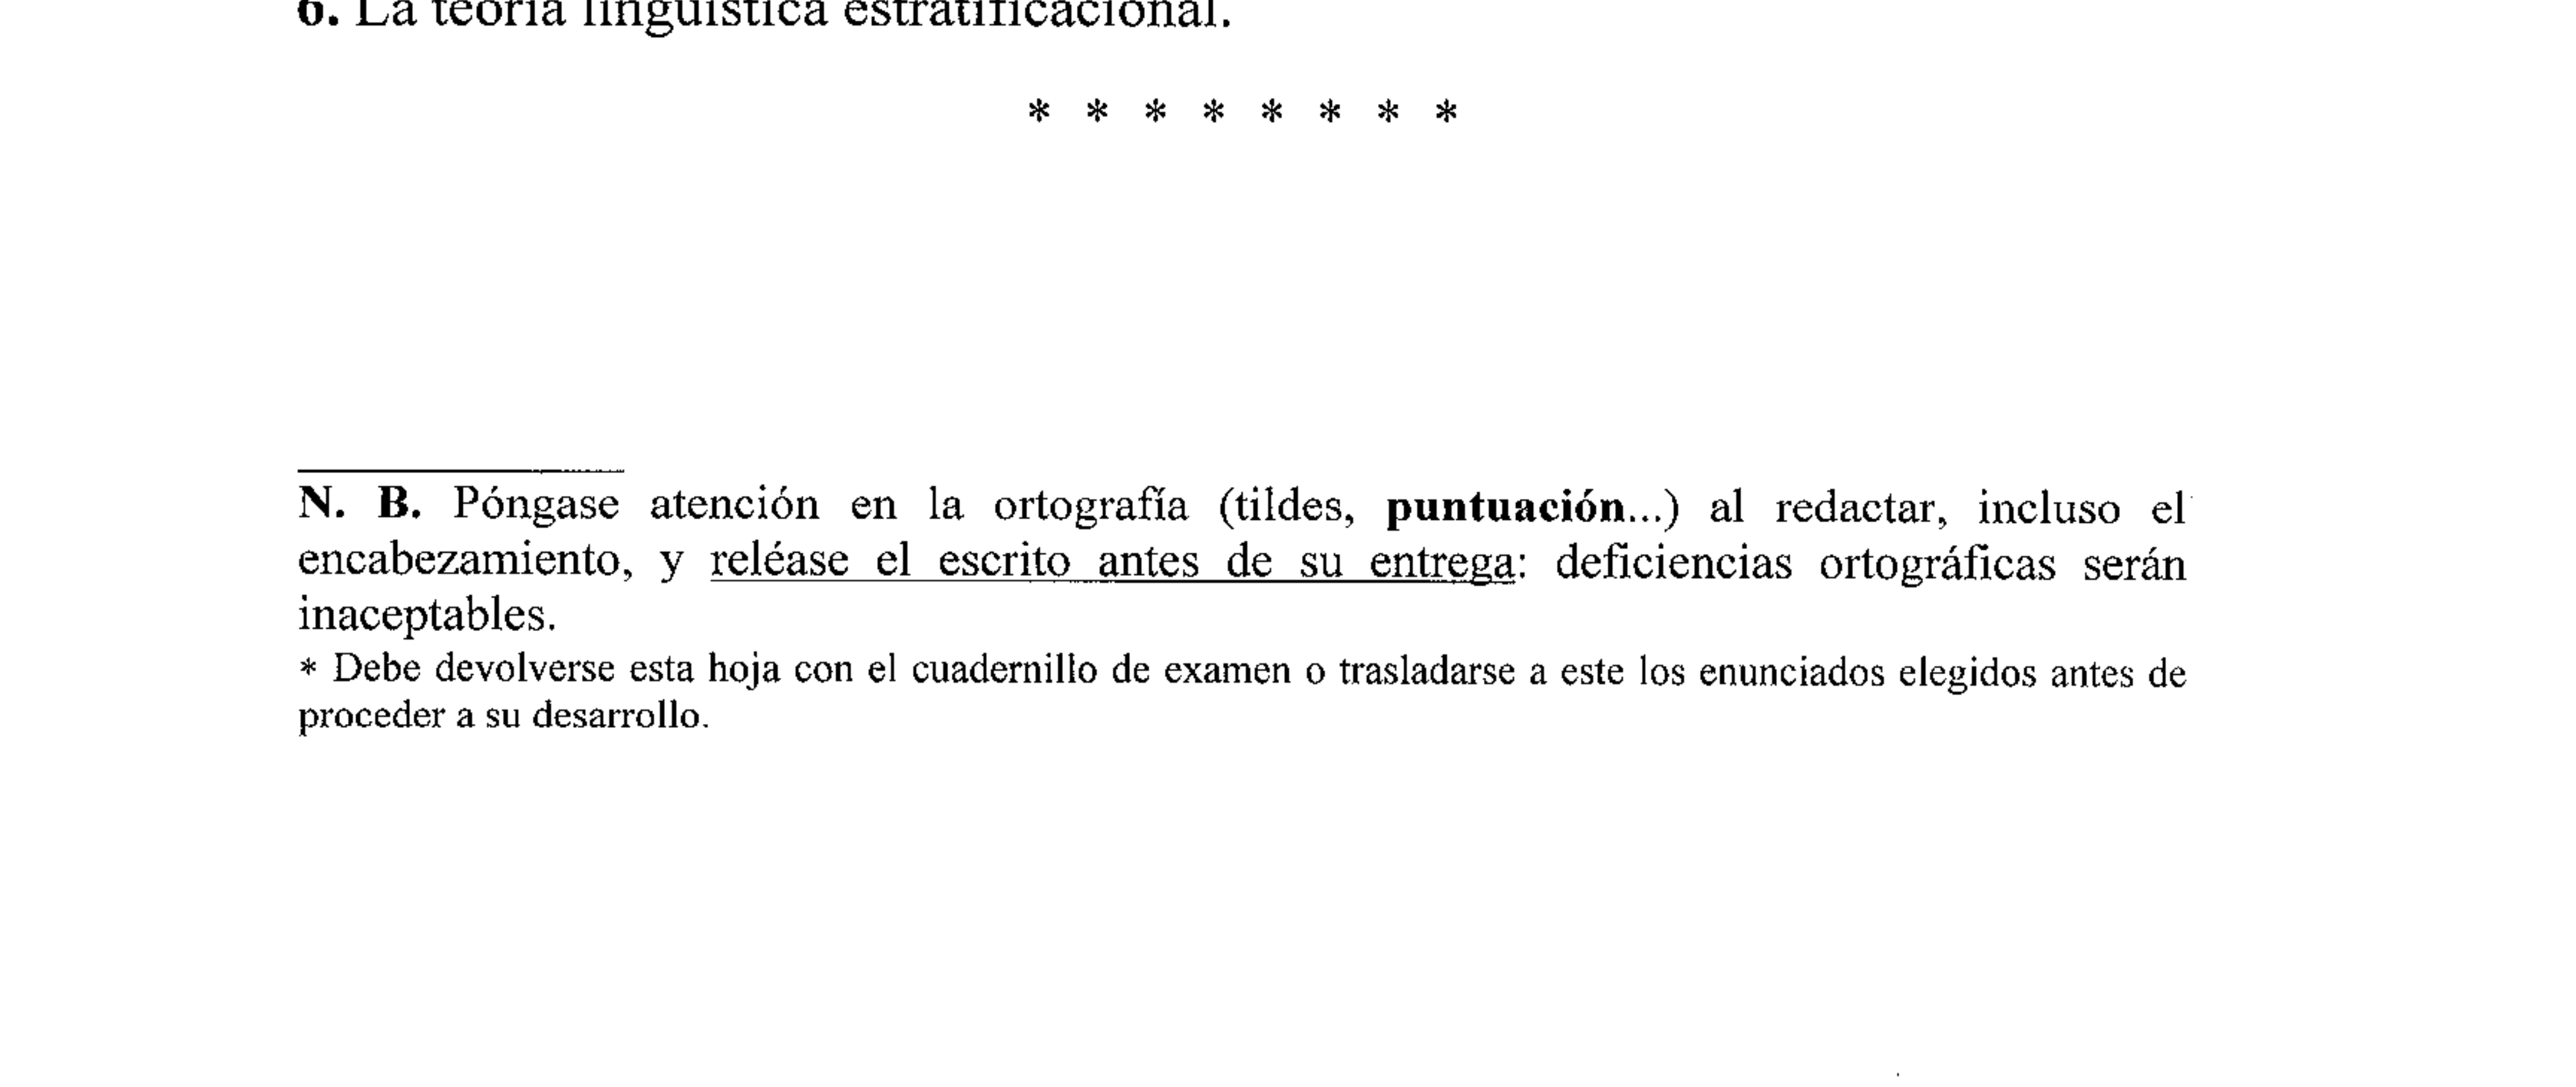 6. La teoría lingüística estratificacional.
* * * * * * * *
N. B. Póngase atención en la ortografía (tildes, puntuación...) al redactar, incluso el
encabezamiento, y reléase el escrito antes de su entrega: deficiencias ortográficas serán
inaceptables.
* Debe devolverse esta hoja con el cuadernillo de examen o trasladarse a este los enunciados elegidos antes de
proceder a su desarrollo.